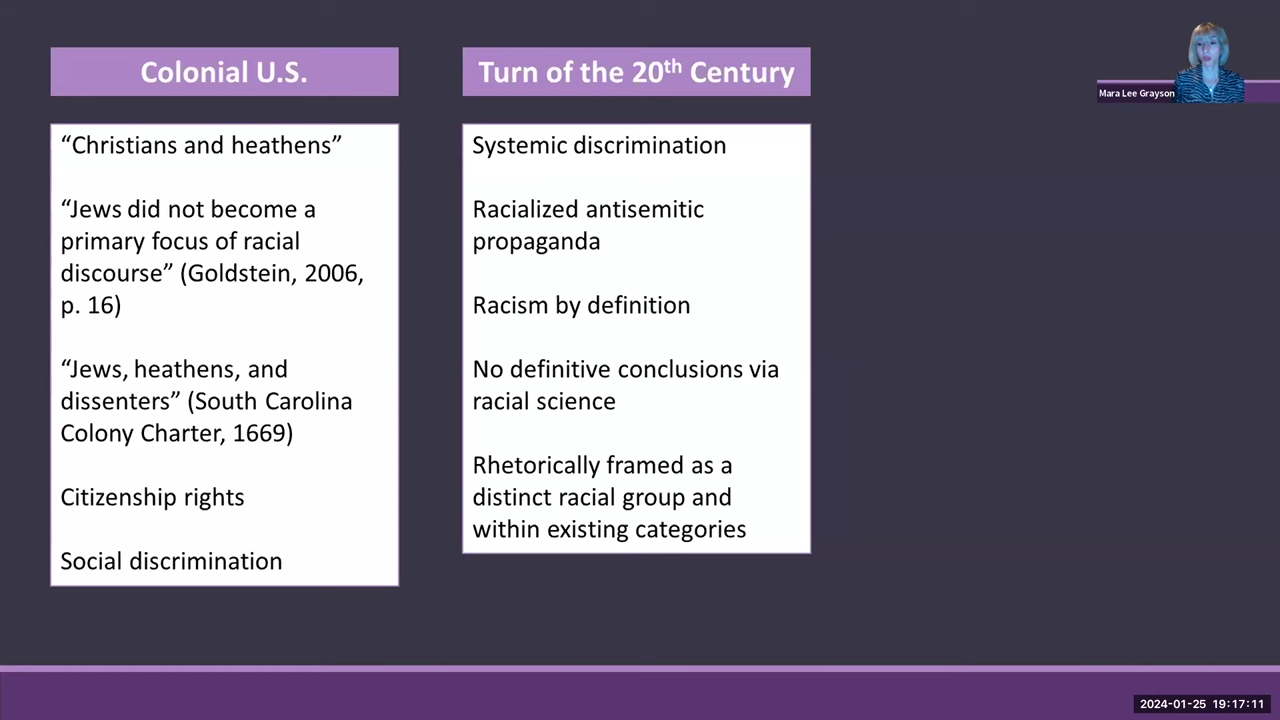 Colonial U.S.
“Christians and heathens”
“Jews did not become a
primary focus of racial
discourse” (Goldstein, 2006,
p. 16)
“Jews, heathens, and
dissenters” (South Carolina
Colony Charter, 1669)
Citizenship rights
Social discrimination
Turn of the 20th Century
Systemic discrimination
Racialized antisemitic
propaganda
Racism by definition
No definitive conclusions via
racial science
Rhetorically framed as a
distinct racial group and
within existing categories
Mara Lee Grayson
2024-01-25 19:17:11